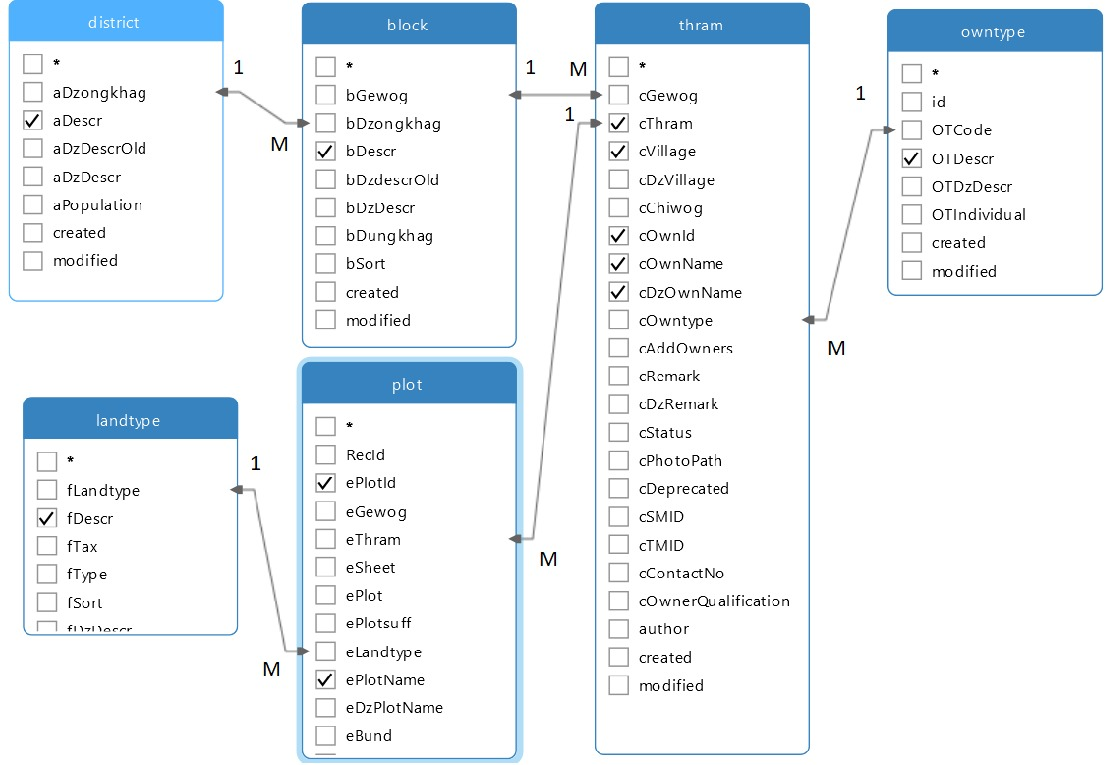 district
*
aDzongkhag
aDescr
aDzDescrOld
aDzDescr
aPopulation
created
modified
1
M
block
*
bGewog
bDzongkhag
bDescr
bDzdescrOld
bDzDescr
bDungkhag
bSort
created
modified
1
M
1
thram
*
cGewog
cThram
cVillage
cDzVillage
cChiwog
cOwnId
cOwnName
cDzOwnName
cOwntype
cAddOwners
cRemark
cDzRemark
cStatus
cPhotoPath
cDeprecated
cSMID
cTMID
cContactNo
cOwnerQualification
author
created
modified
1
M
owntype
*
id
OTCode
OTDescr
OTDzDescr
OTIndividual
created
modified
landtype
*
fLandtype
fDescr
fTax
fType
fSort
fDzDescr
1
M
plot
*
RecId
ePlotId
eGewog
eThram
eSheet
ePlot
ePlotsuff
eLandtype
ePlotName
eDzPlotName
eBund
M